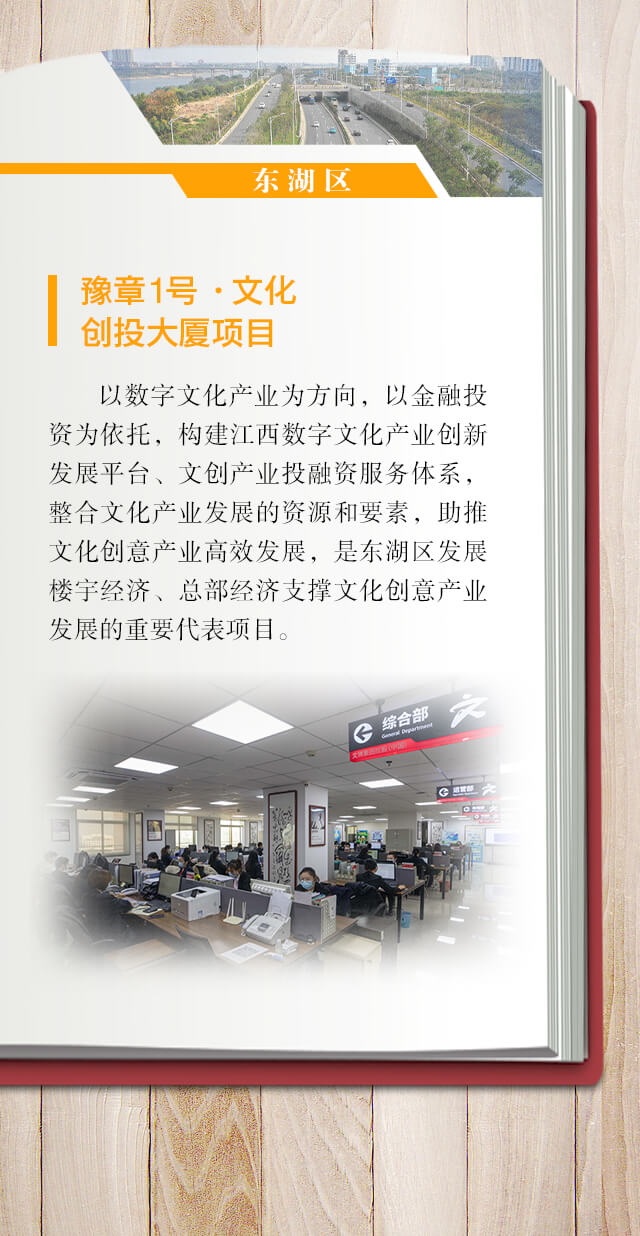 东湖区
豫章1号·文化
创投大厦项目
以数字文化产业为方向，以金融投
资为依托，构建江西数字文化产业创新
发展平台、文创产业投融资服务体系，
整合文化产业发展的资源和要素，助推
文化创意产业高效发展，是东湖区发展
楼宇经济、总部经济支撑文化创意产业
发展的重要代表项目。
综合部
General Department
运管部